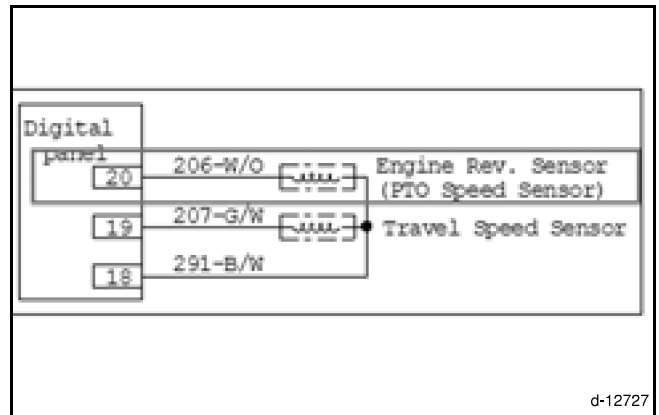 Digital
panel
20 206-W/O Engine Rev. Sensor
(PTO Speed Sensor)
19 207-G/W Travel Speed Sensor
18 291-B/W
d-12727